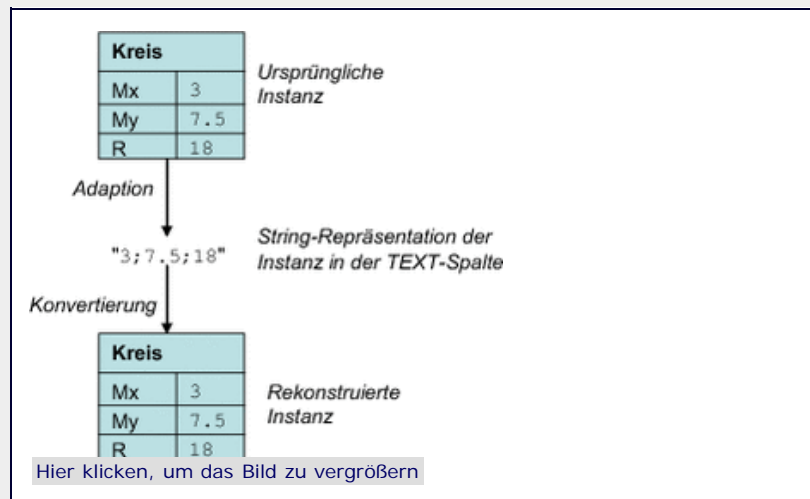 Kreis
Mx 3
My 7.5
R 18
Ursprüngliche
Instanz
Adaption
"3;7.5;18"
String-Repräsentation der
Instanz in der TEXT-Spalte
Konvertierung
Kreis
Mx 3
My 7.5
R 18
Rekonstruierte
Instanz
Hier klicken, um das Bild zu vergrößern